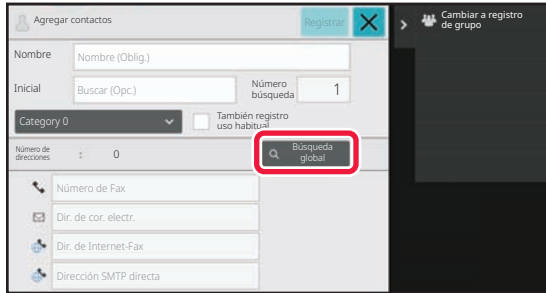 Agregar contactos
Registrar
Cambiar a registro
de grupo
Nombre
Nombre (Oblig.)
Inicial
Buscar (Opc.)
Número
búsqueda
1
Category 0
También registro
uso habitual
Número de
direcciones
:
0
Búsqueda
global
Número de Fax
Dir. de cor. electr.
Dir. de Internet-Fax
Dirección SMTP directa